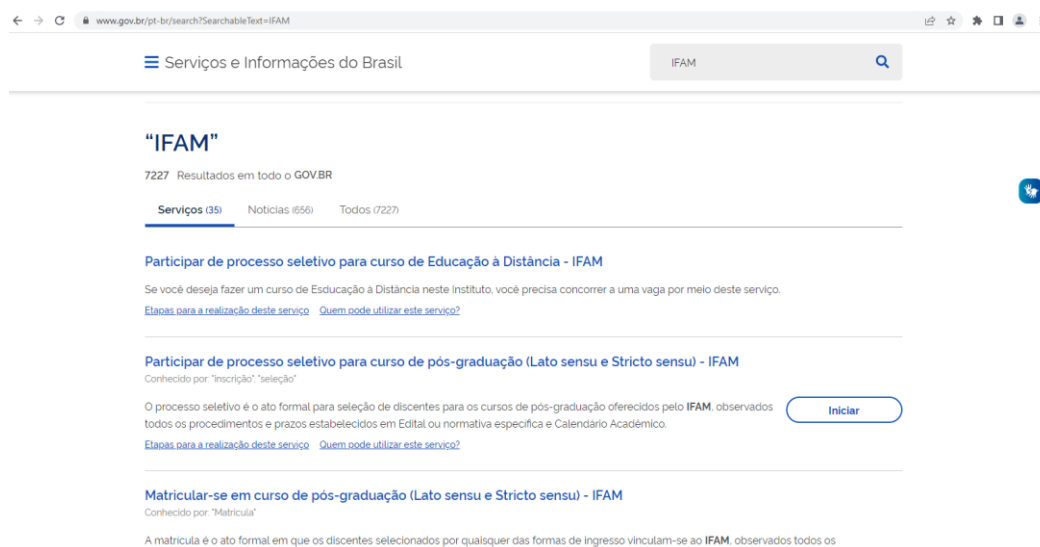 www.gov.br/pt-br/search?SearchableText=IFAM
Serviços e Informações do Brasil
IFAM
“IFAM”
7227 Resultados em todo o GOV.BR
Serviços (35) Notícias (656) Todos (7227)
Participar de processo seletivo para curso de Educação à Distância - IFAM
Se você deseja fazer um curso de Esducação a Distância neste Instituto, você precisa concorrer a uma vaga por meio deste serviço.
Etapas para a realização deste serviço Quem pode utilizar este serviço?
Participar de processo seletivo para curso de pós-graduação (Lato sensu e Stricto sensu) - IFAM
Conhecido por: "inscrição", "seleção"
O processo seletivo é o ato formal para seleção de discentes para os cursos de pós-graduação oferecidos pelo IFAM, observados
todos os procedimentos e prazos estabelecidos em Edital ou normativa específica e Calendário Acadêmico.
Iniciar
Etapas para a realização deste serviço Quem pode utilizar este serviço?
Matricular-se em curso de pós-graduação (Lato sensu e Stricto sensu) - IFAM
Conhecido por: "Matrícula"
A matrícula é o ato formal em que os discentes selecionados por quaisquer das formas de ingresso vinculam-se ao IFAM, observados todos os